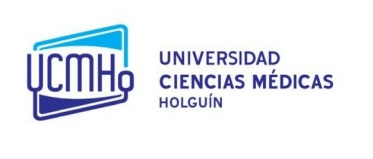 UCMHo
UNIVERSIDAD
CIENCIAS MÉDICAS
HOLGUÍN